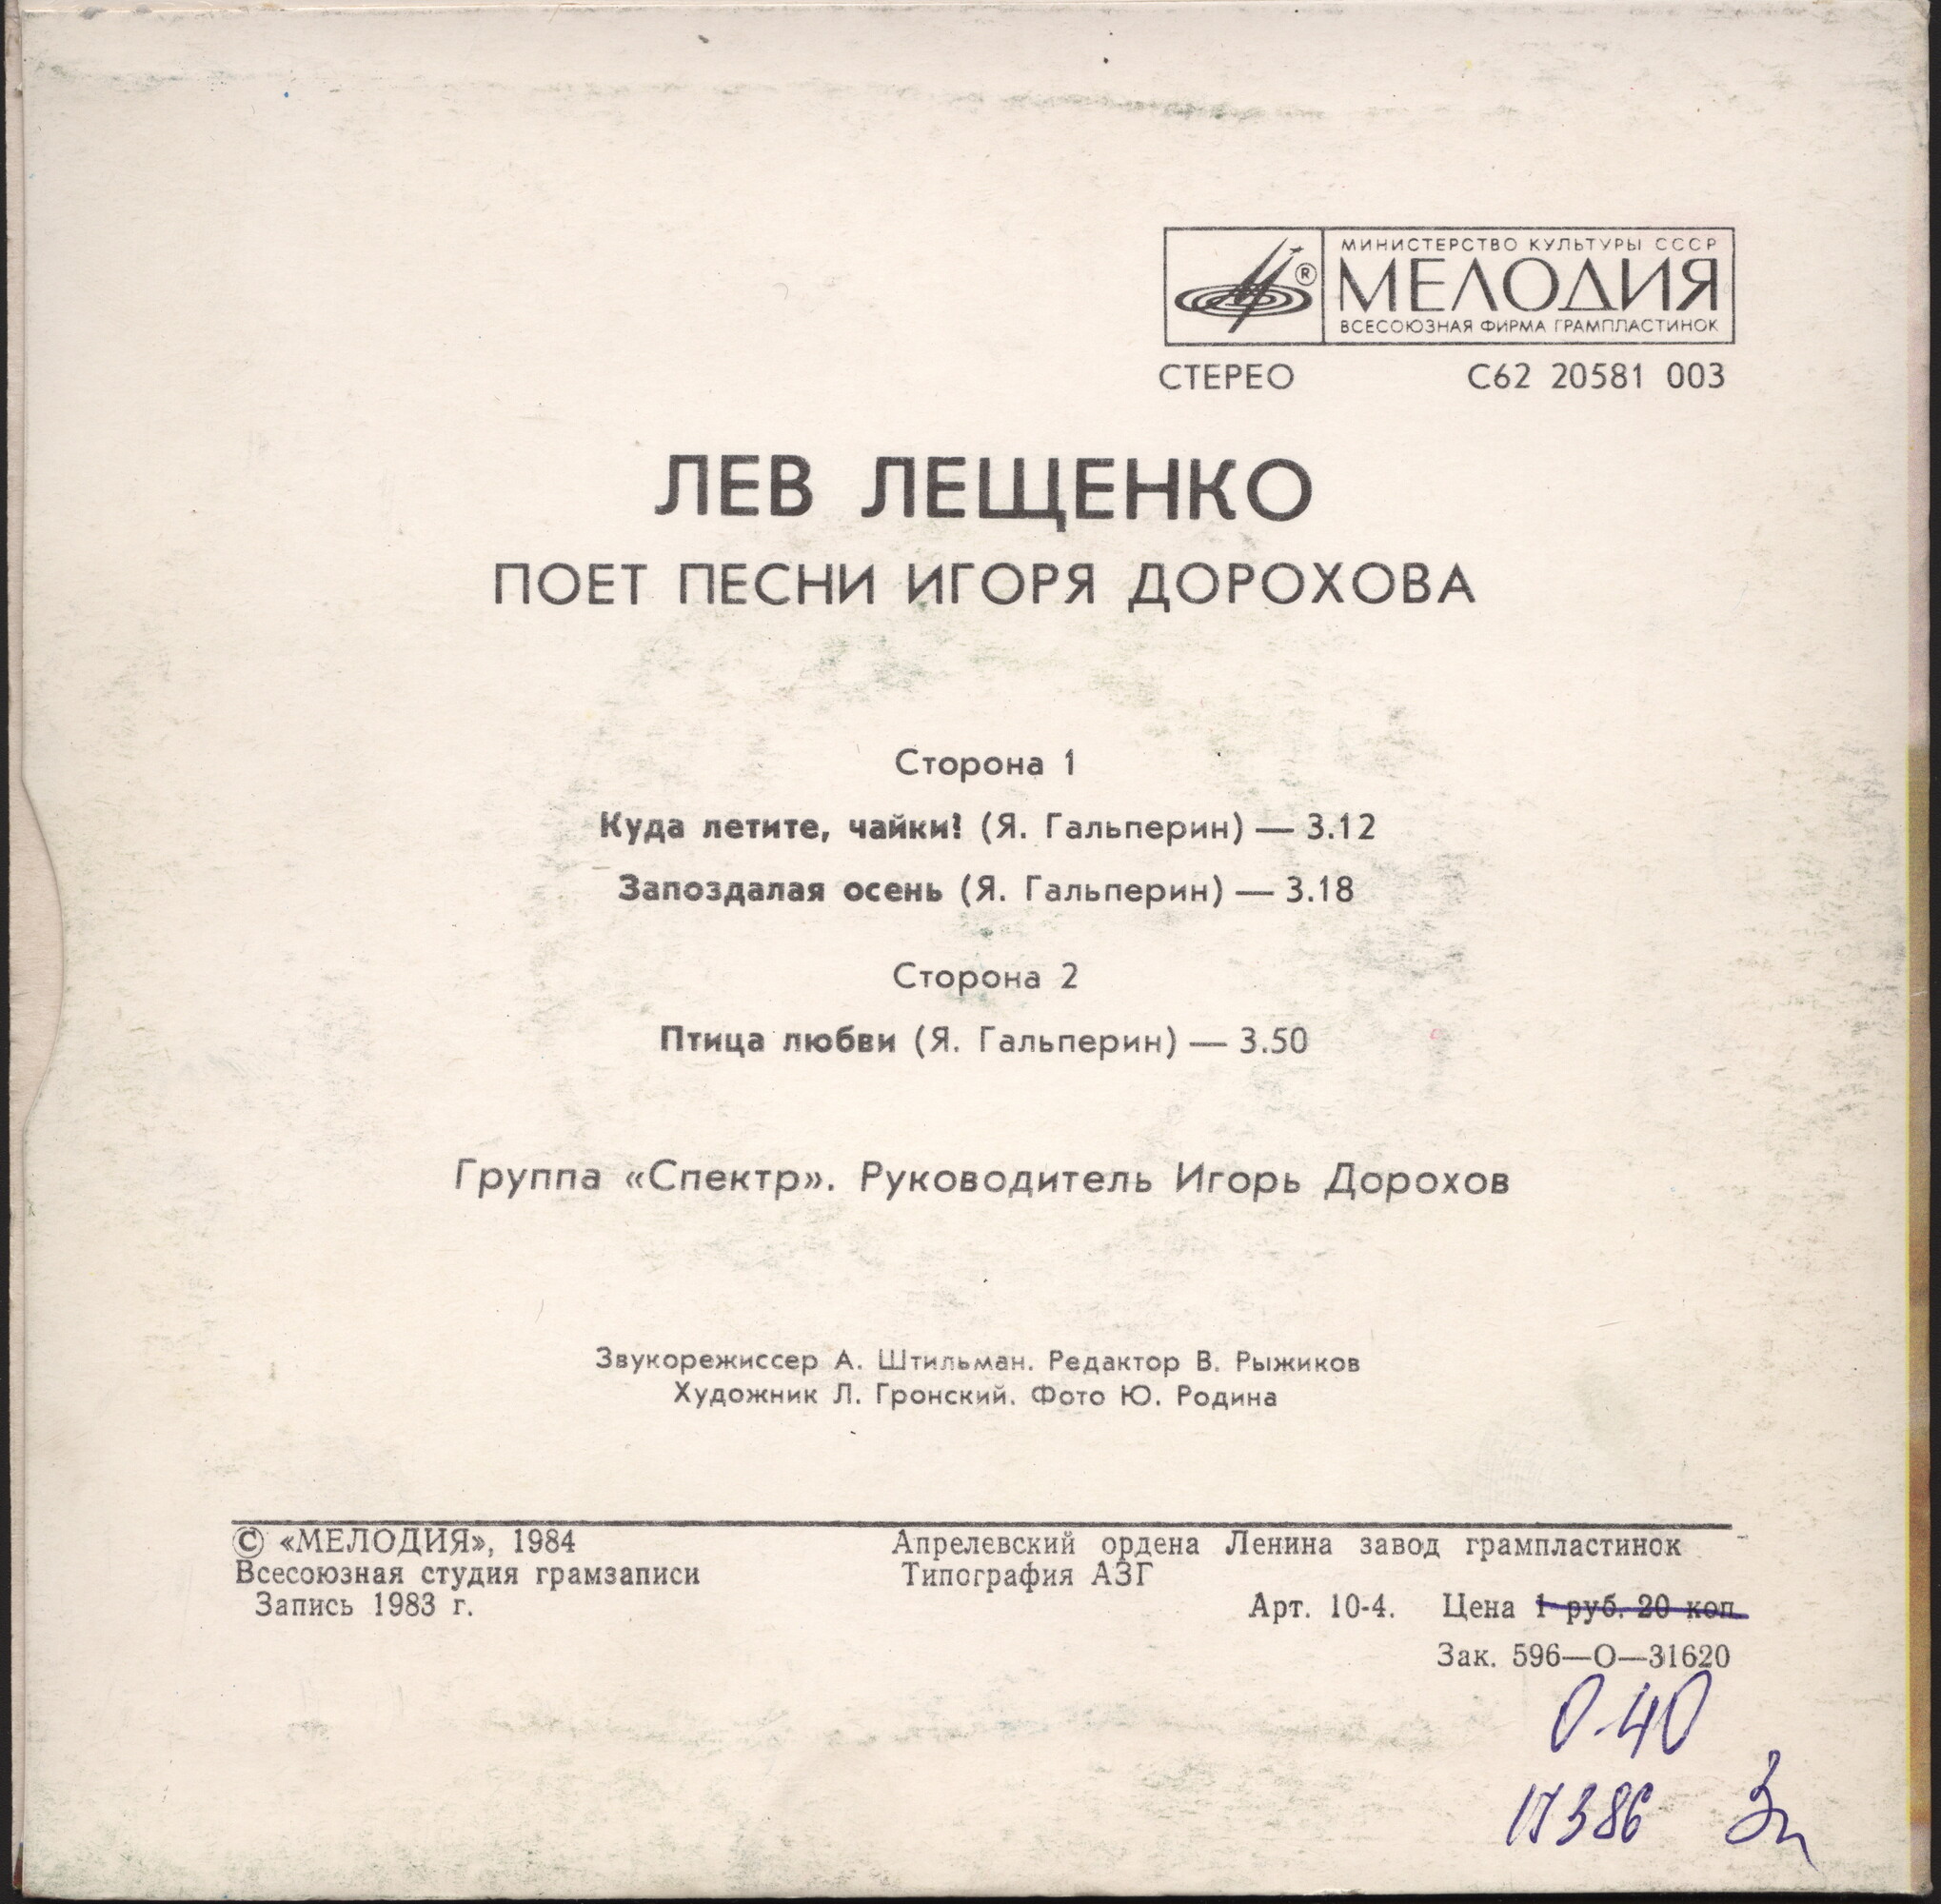 МИНИСТЕРСТВО КУЛЬТУРЫ СССР
МЕЛОДИЯ
ВСЕСОЮЗНАЯ ФИРМА ГРАМПЛАСТИНОК
СТЕРЕО С62 20581 003
ЛЕВ ЛЕЩЕНКО
ПОЕТ ПЕСНИ ИГОРЯ ДОРОХОВА
Сторона 1
Куда летите, чайки? (Я. Гальперин) — 3.12
Запоздалая осень (Я. Гальперин) — 3.18
Сторона 2
Птица любви (Я. Гальперин) — 3.50
Группа «Спектр». Руководитель Игорь Дорохов
Звукорежиссер А. Штильман. Редактор В. Рыжиков
Художник Л. Гронский. Фото Ю. Родина
© «МЕЛОДИЯ», 1984 Апрелевский ордена Ленина завод грампластинок
Всесоюзная студия грамзаписи Типография АЗГ
Запись 1983 г. Арт. 10-4. Цена 1 руб. 20 коп.
Зак. 596—О—31620
0-40